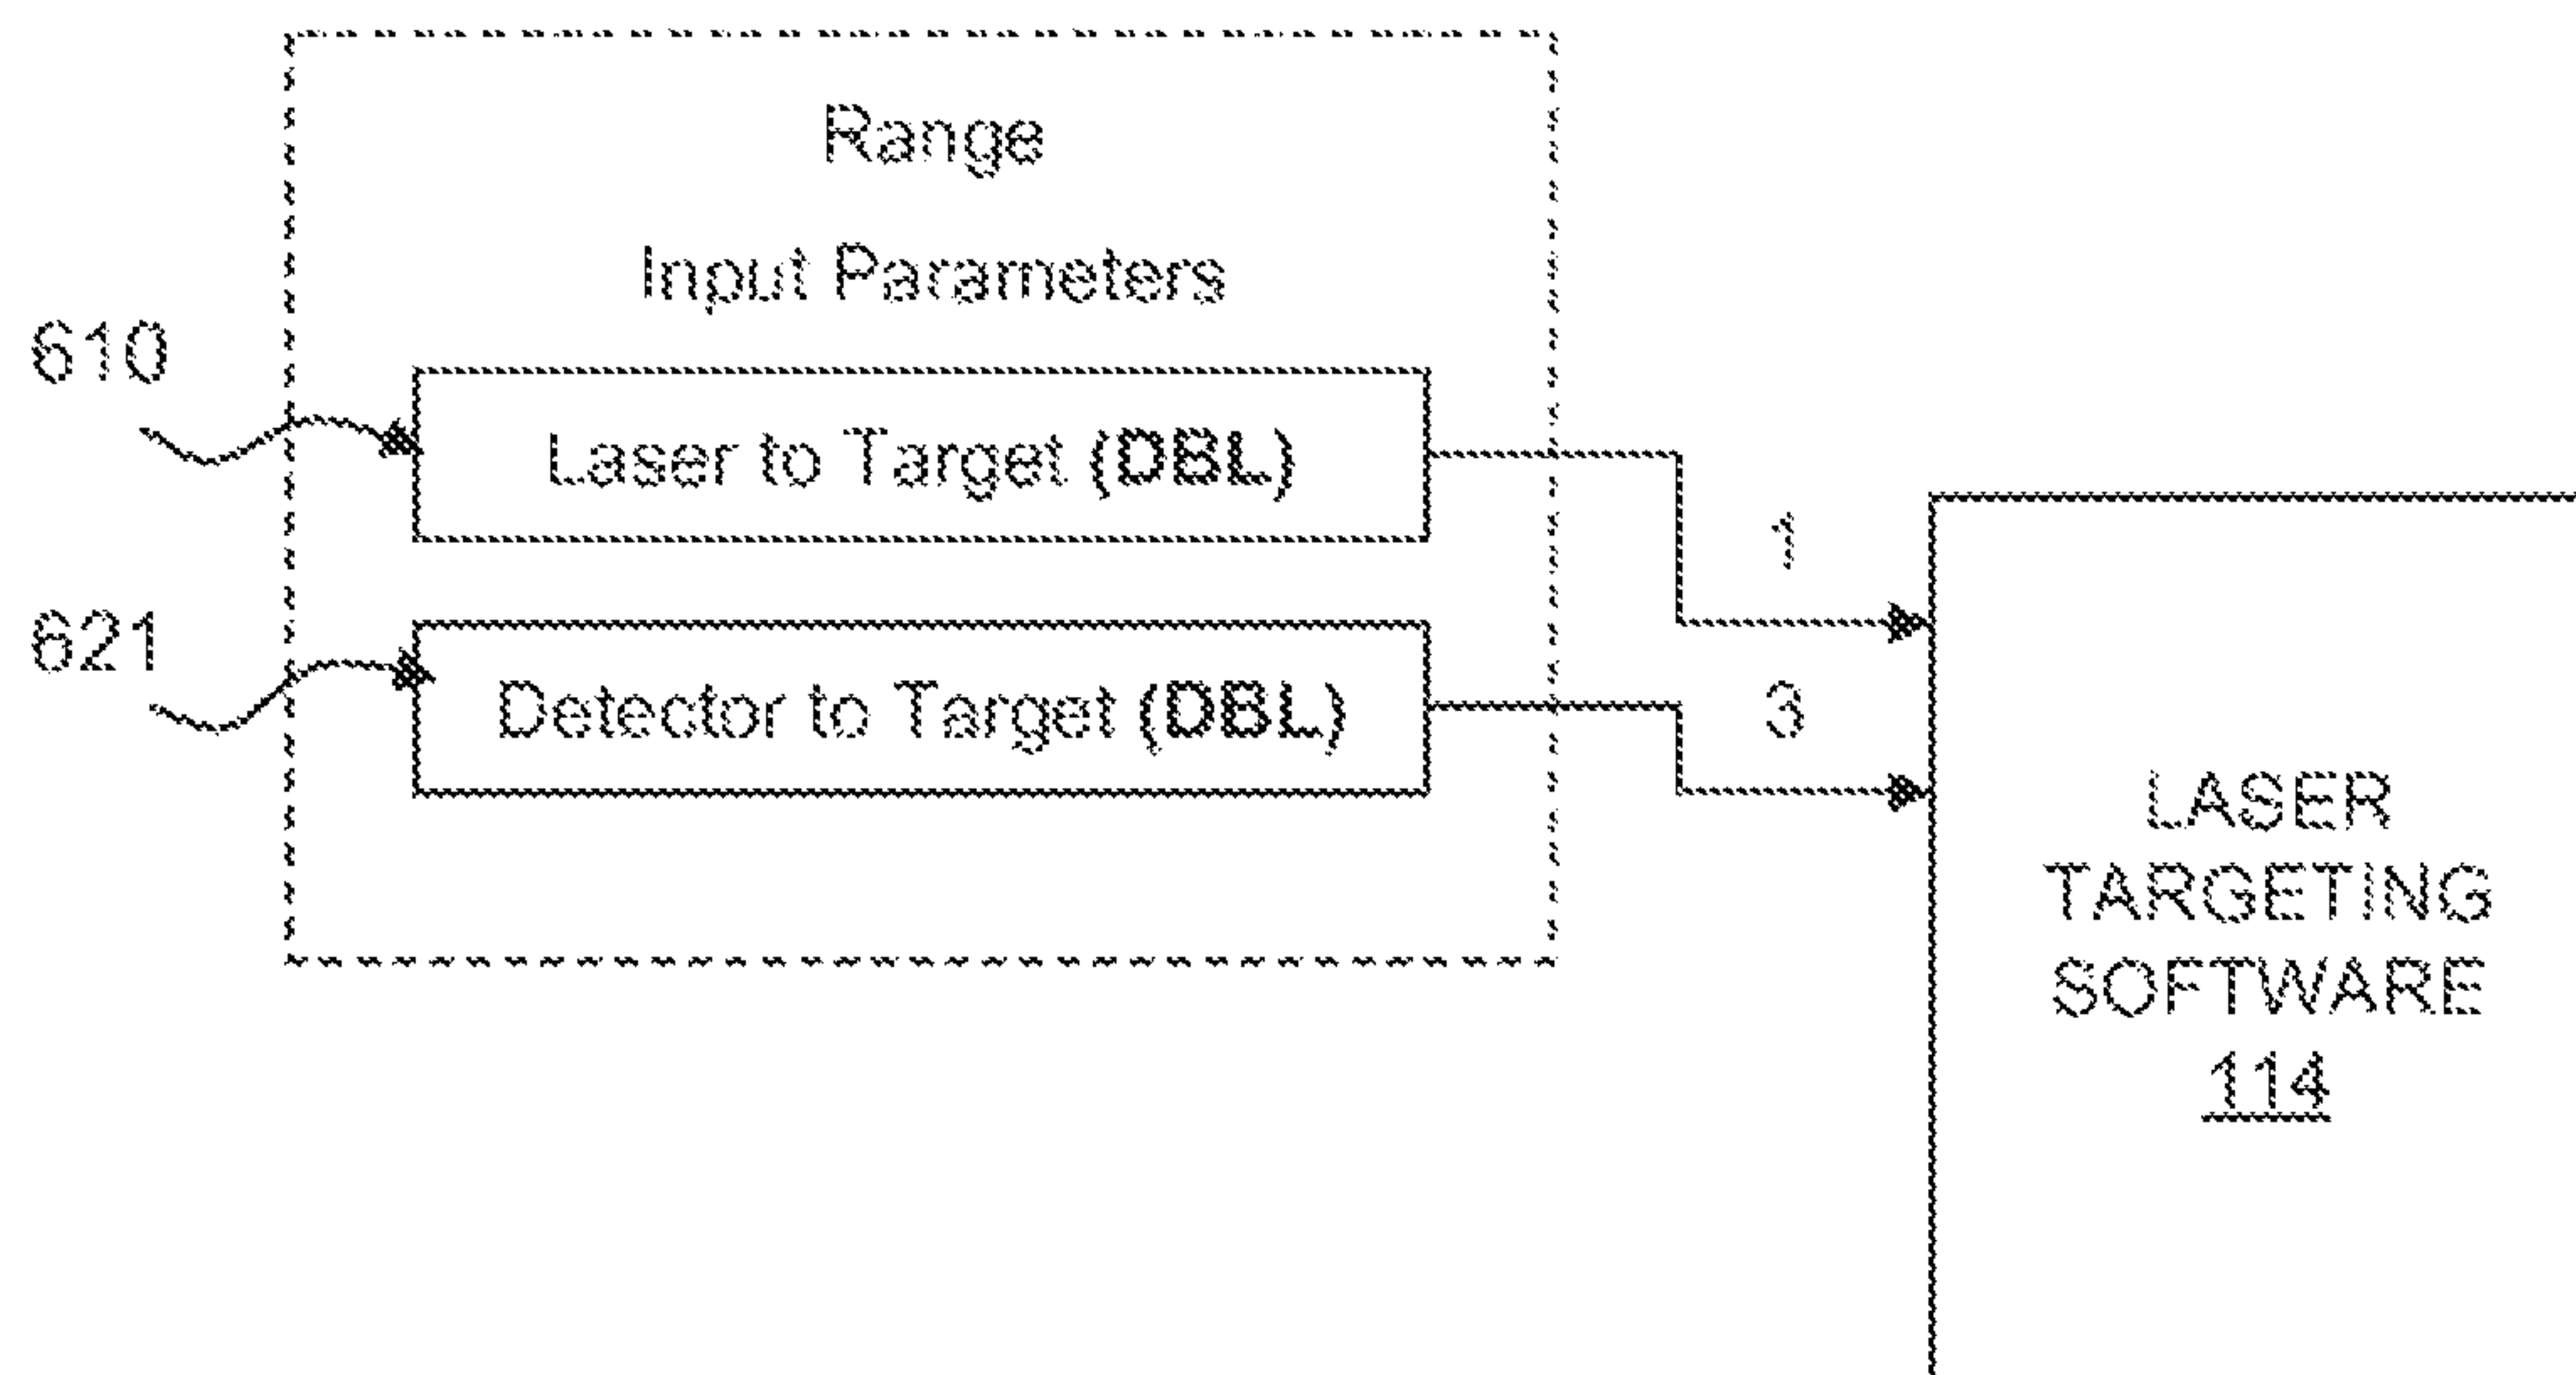 Range
Input Parameters
610
Laser to Target (DBL)
1
621
Detector to Target (DBL)
3
LASER
TARGETING
SOFTWARE
114